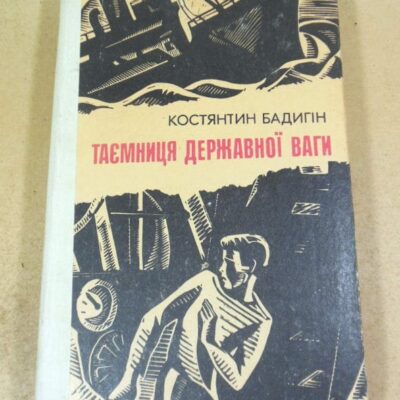 КОСТЯНТИН БАДИГІН
ТАЄМНИЦЯ ДЕРЖАВНОЇ ВАГИ